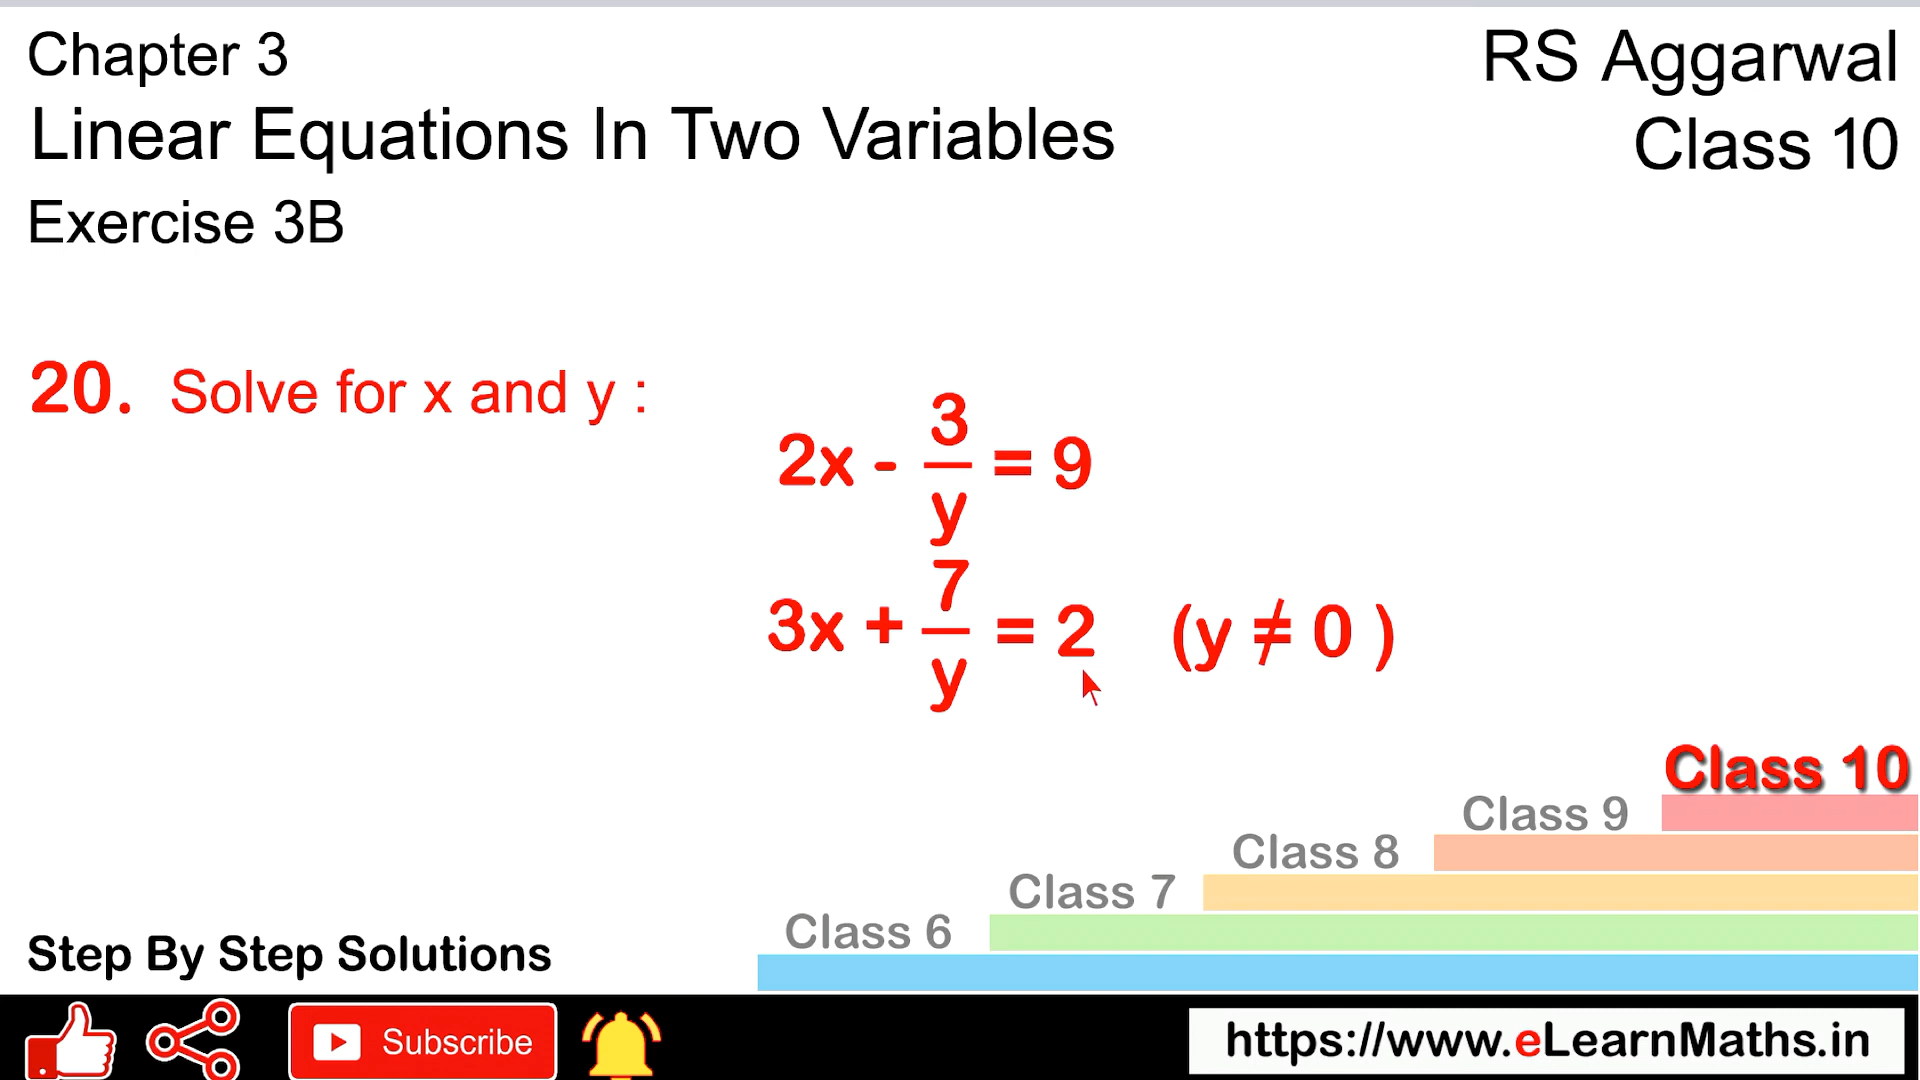 Chapter 3
RS Aggarwal
Linear Equations In Two Variables
Class 10
Exercise 3B
20. Solve for x and y :
2x - 3/y = 9
3x + 7/y = 2 (y ≠ 0 )
Class 10
Class 9
Class 8
Class 7
Class 6
Step By Step Solutions
Subscribe
https://www.eLearnMaths.in